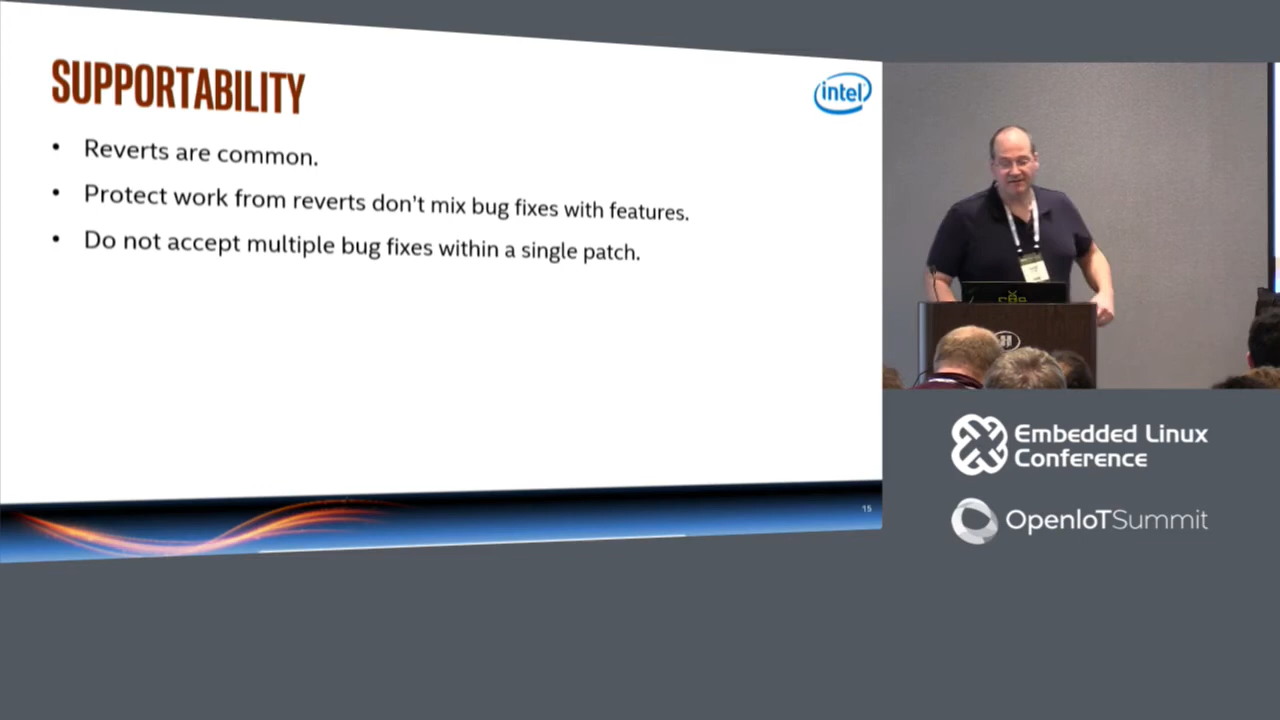 SUPPORTABILITY
intel
• Reverts are common.
• Protect work from reverts don't mix bug fixes with features.
• Do not accept multiple bug fixes within a single patch.
15
Embedded Linux
Conference
OpenIoTSummit